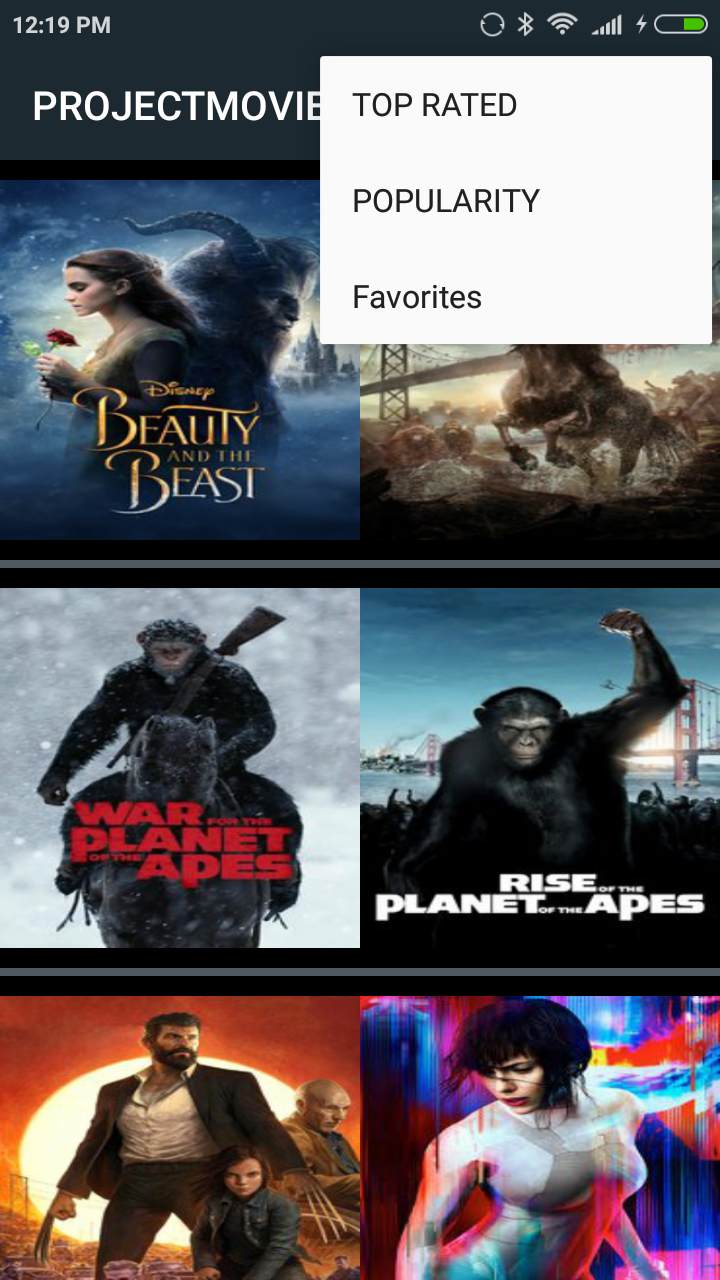 12:19 PM
PROJECTMOVIE
TOP RATED
POPULARITY
Favorites
Disney
BEAUTY
AND THE
BEAST
WAR FOR THE
PLANET
OF THE APES
RISE OF THE
PLANET OF THE APES